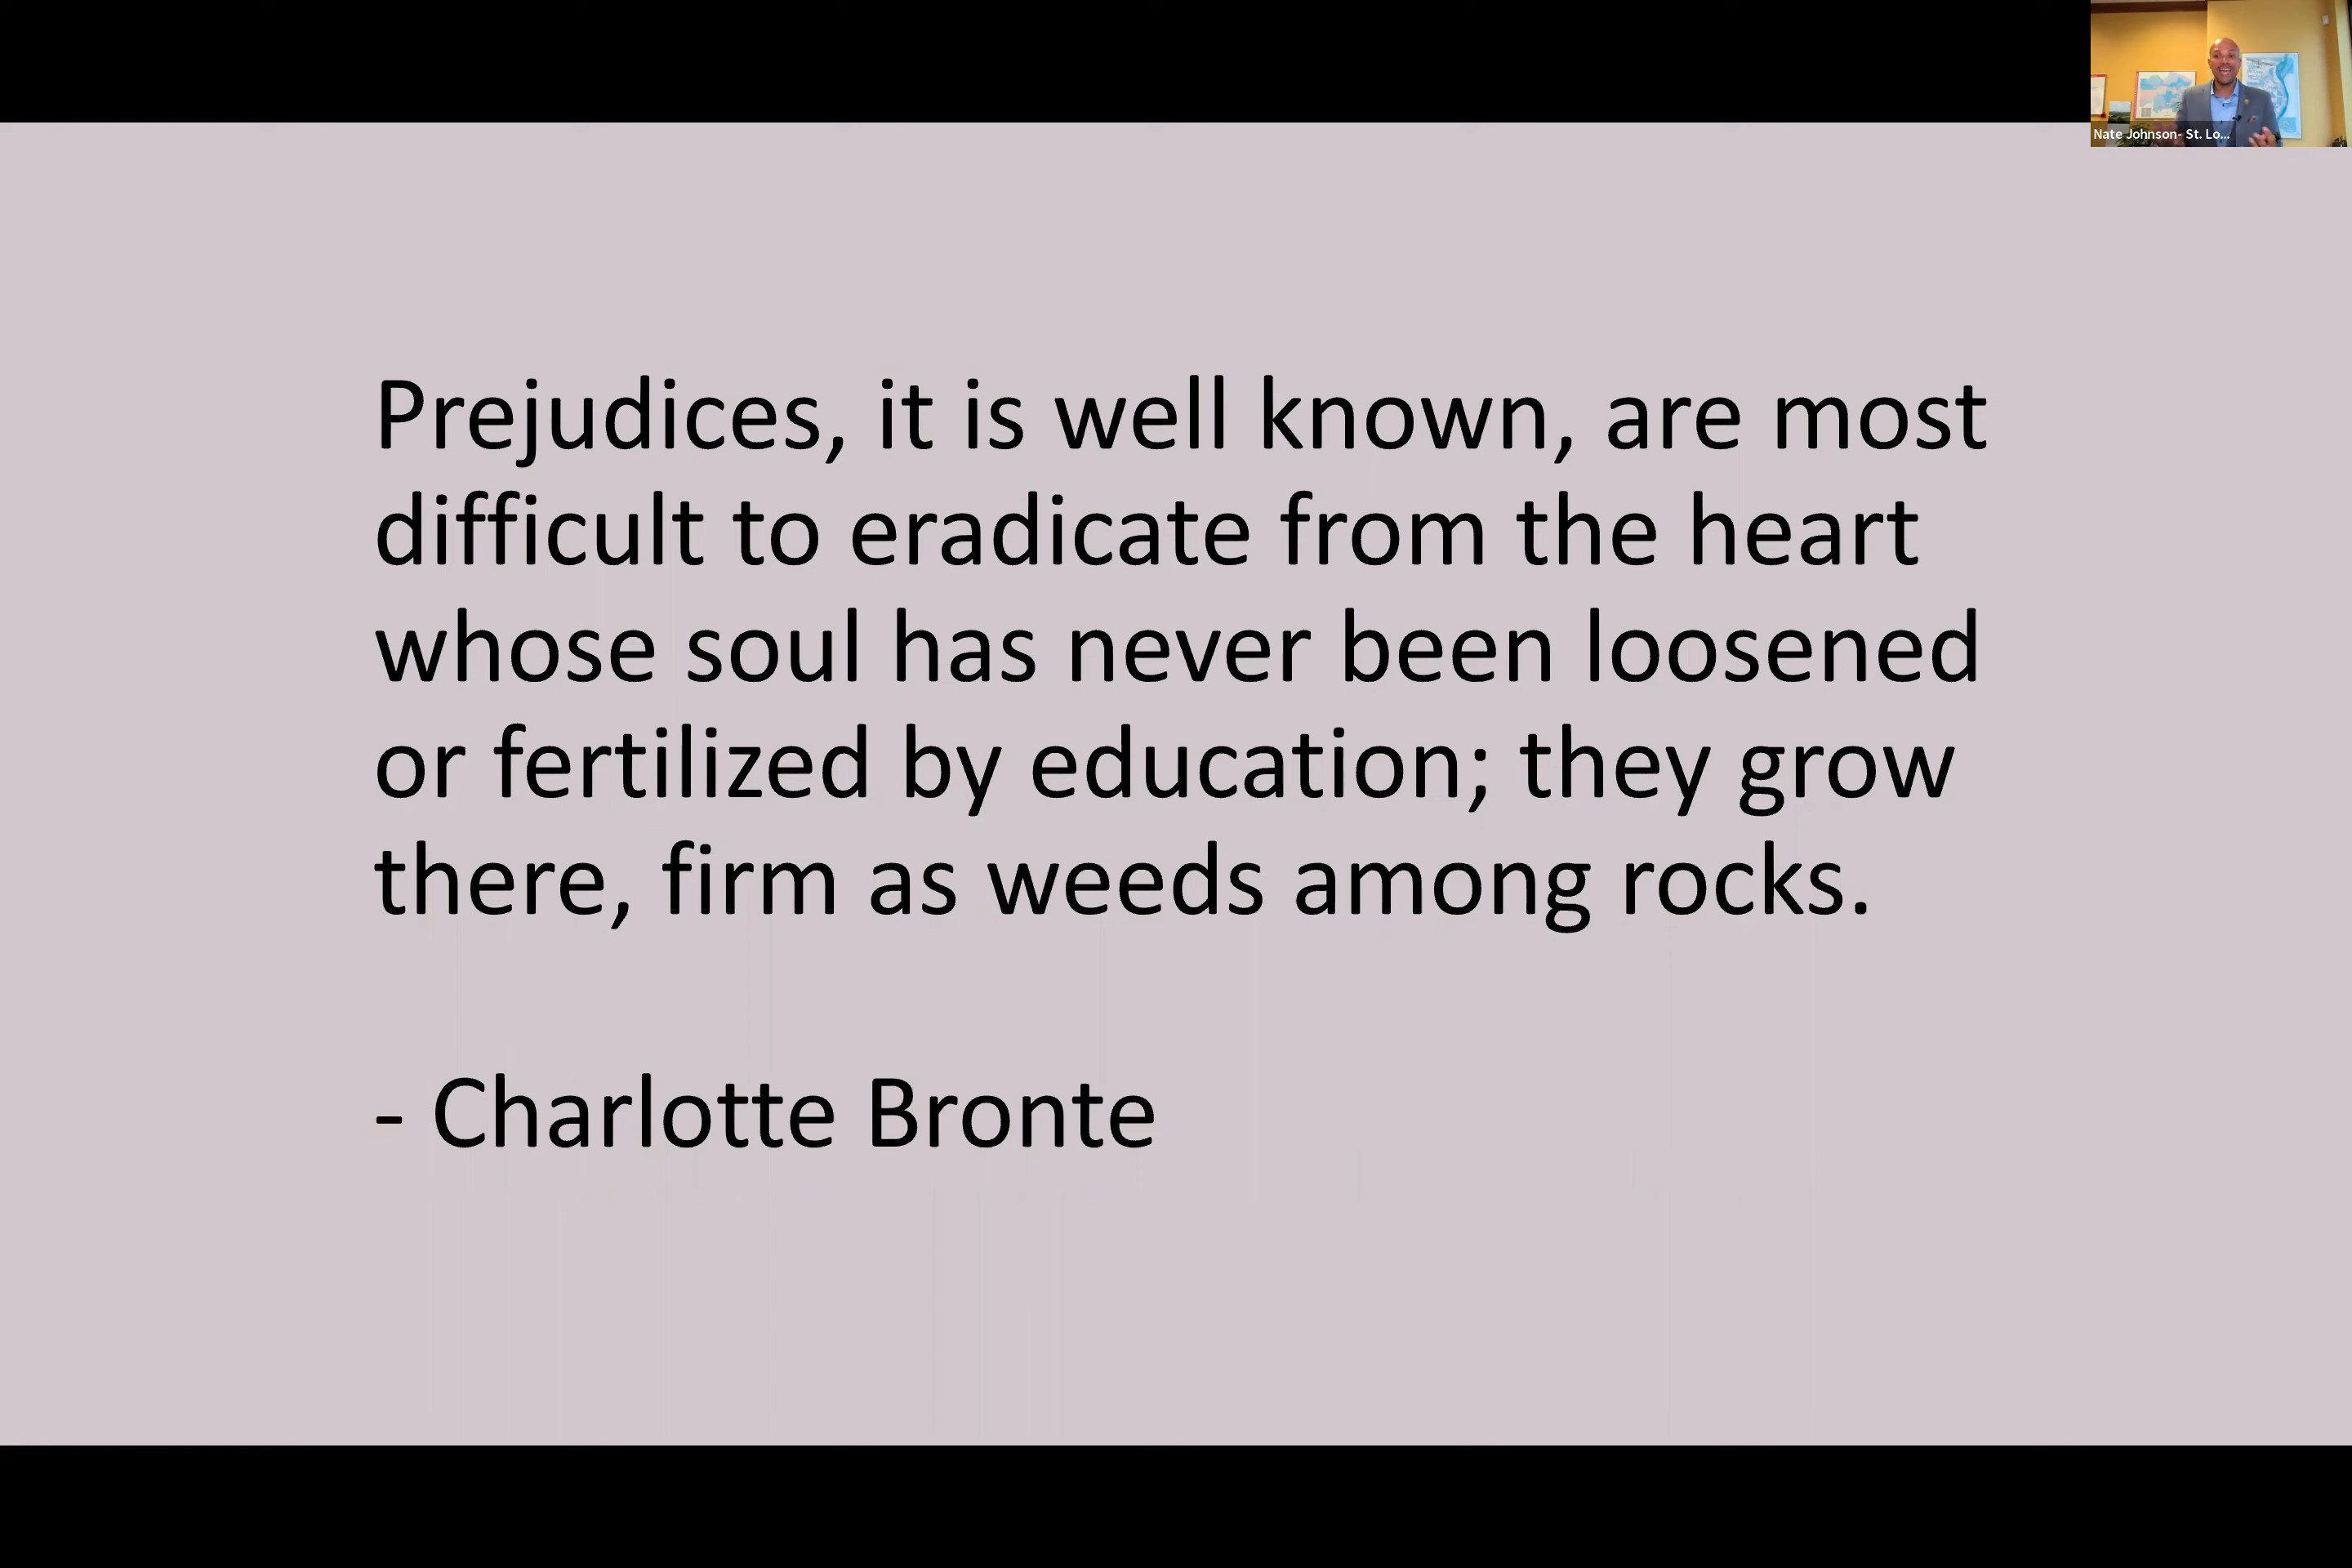 Nate Johnson- St. Lo...
Prejudices, it is well known, are most
difficult to eradicate from the heart
whose soul has never been loosened
or fertilized by education; they grow
there, firm as weeds among rocks.
- Charlotte Bronte